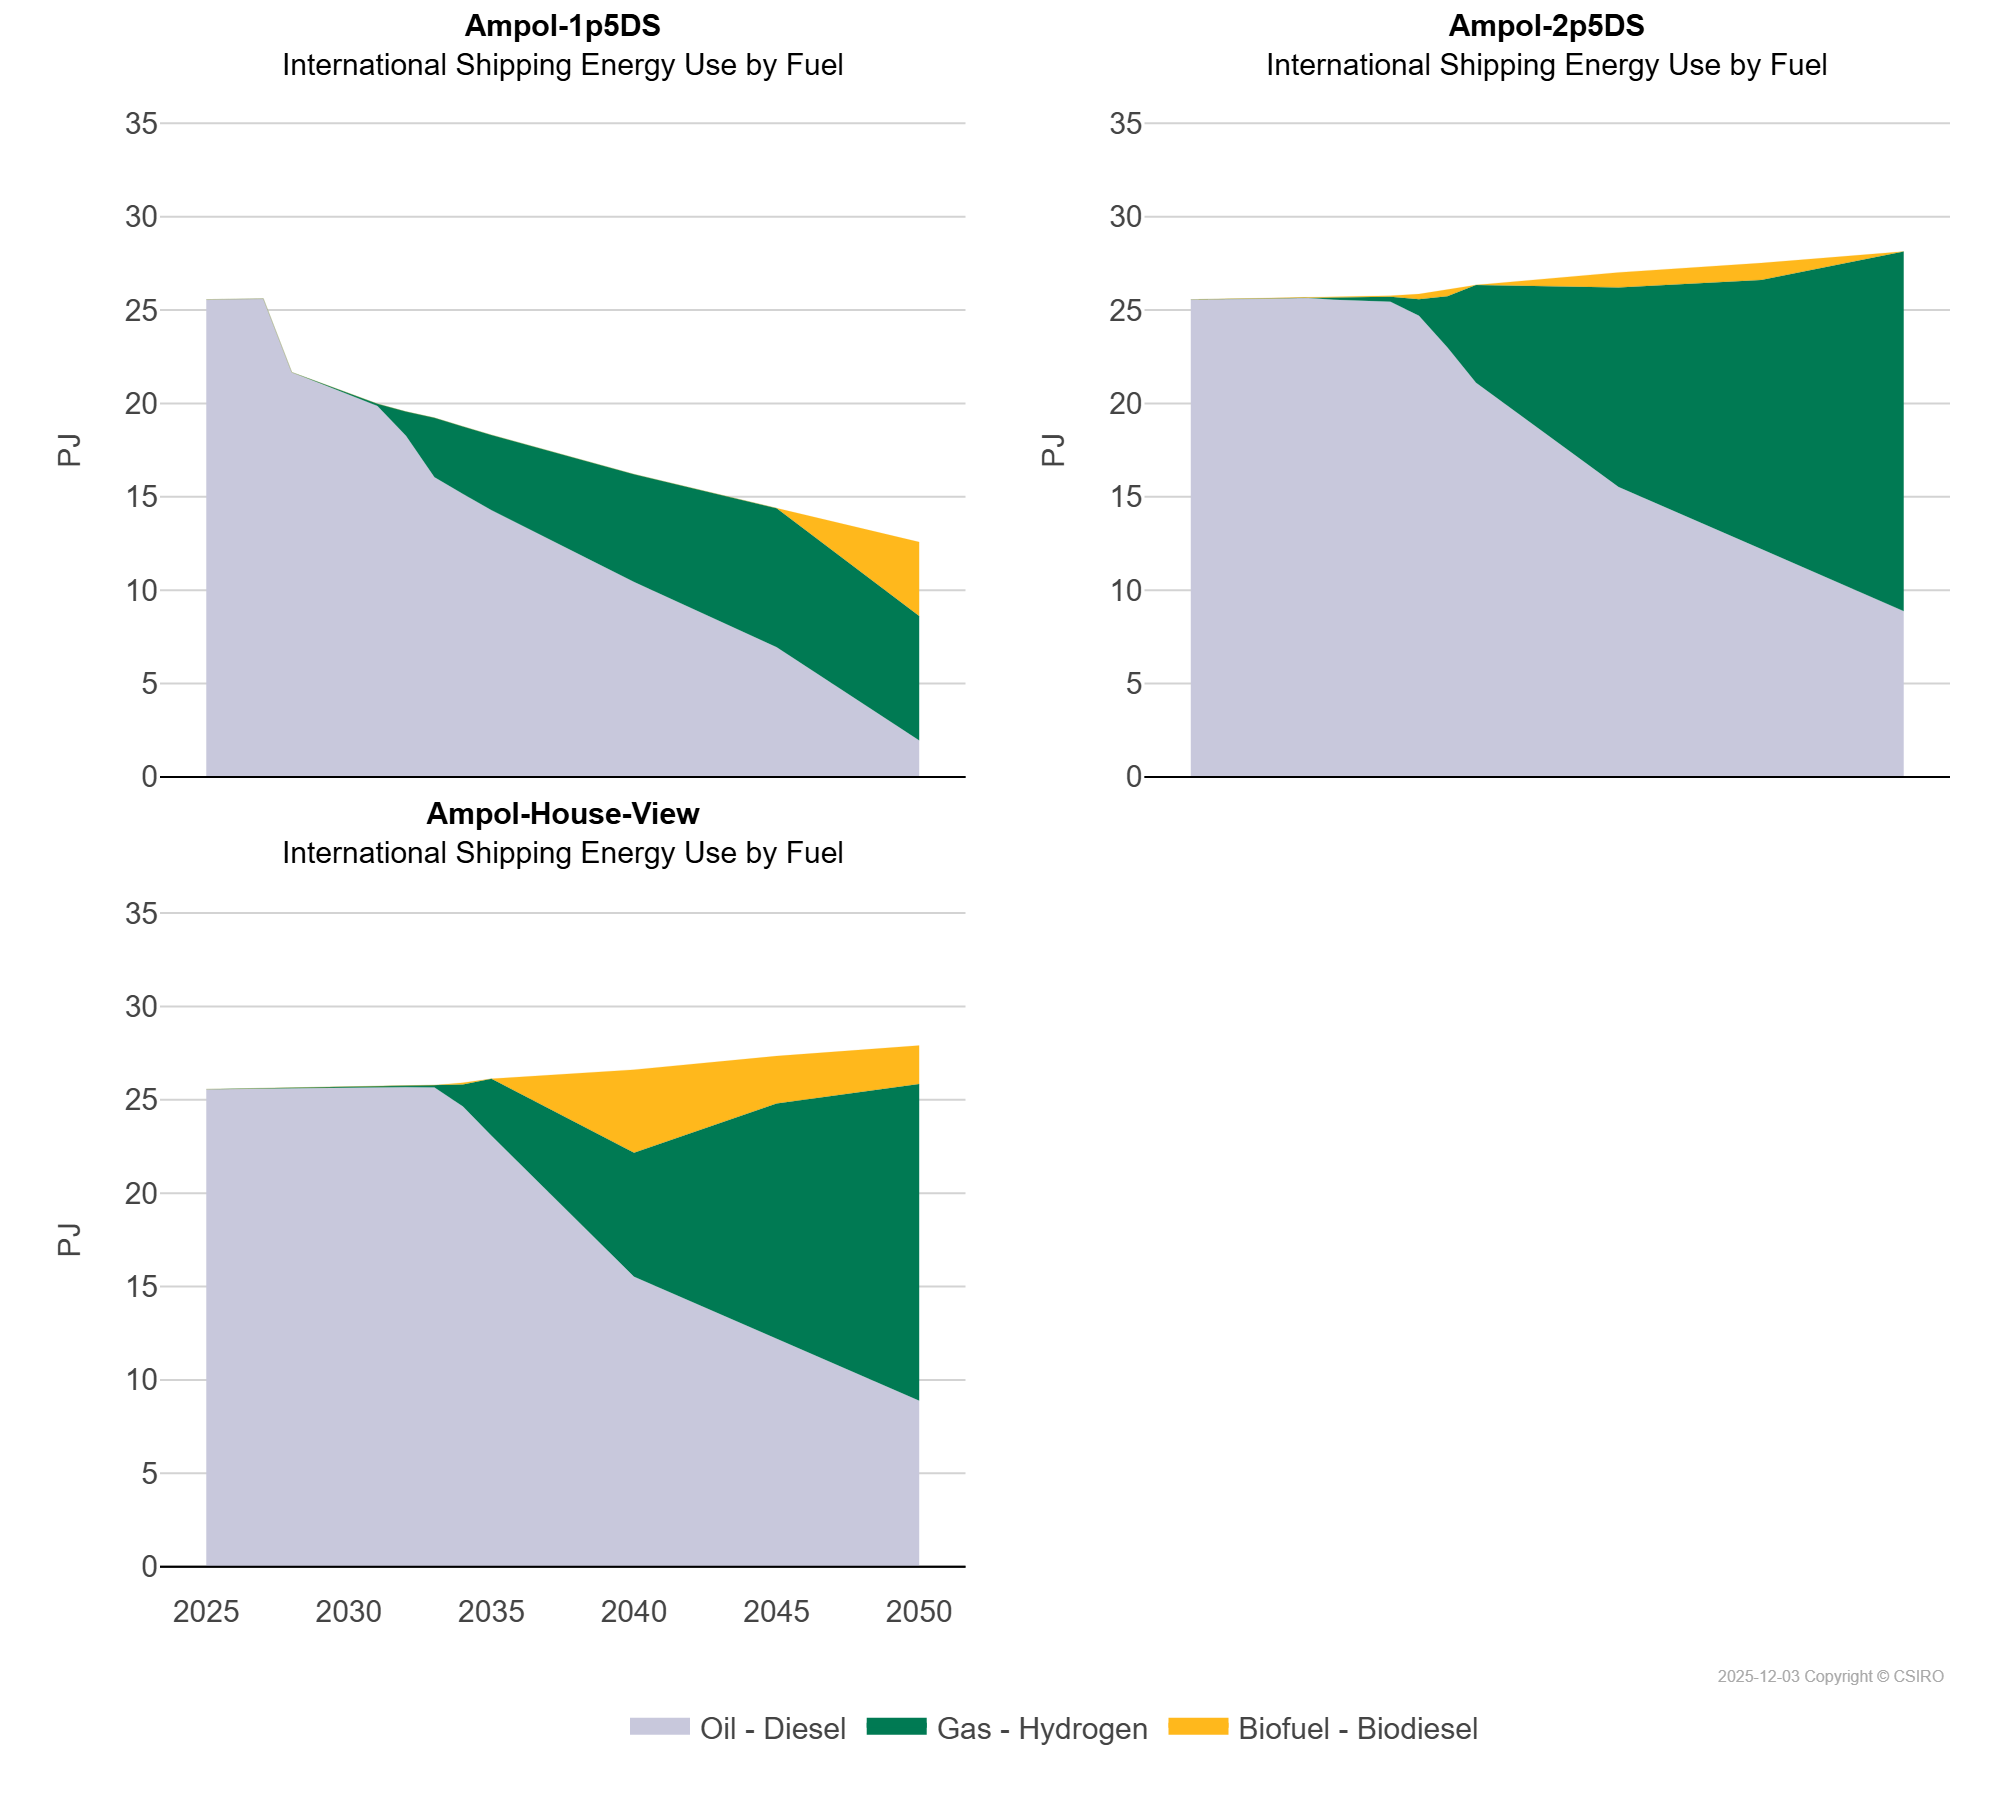 Ampol-1p5DS
International Shipping Energy Use by Fuel
35
30
25
20
15
10
5
0
PJ
Ampol-2p5DS
International Shipping Energy Use by Fuel
35
30
25
20
15
10
5
0
PJ
Ampol-House-View
International Shipping Energy Use by Fuel
35
30
25
20
15
10
5
0
PJ
2025 2030 2035 2040 2045 2050
2025-12-03 Copyright © CSIRO
Oil - Diesel Gas - Hydrogen Biofuel - Biodiesel